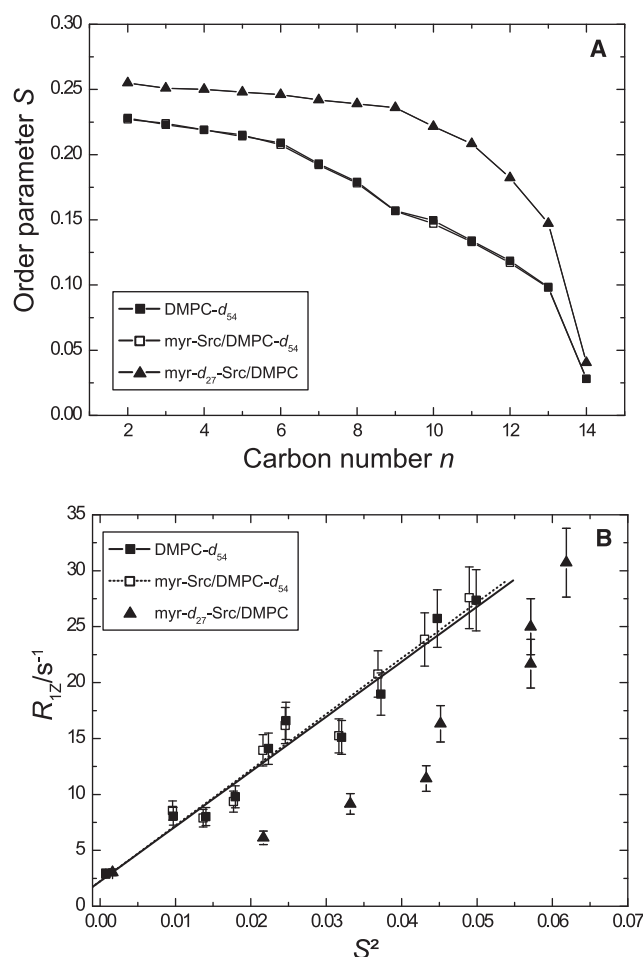 A
Order parameter S
0.30
0.25
0.20
0.15
0.10
0.05
0.00
DMPC-d54
myr-Src/DMPC-d54
myr-d27-Src/DMPC
2 4 6 8 10 12 14
Carbon number n
B
R1Z/s-1
35
30
25
20
15
10
5
0
DMPC-d54
myr-Src/DMPC-d54
myr-d27-Src/DMPC
0.00 0.01 0.02 0.03 0.04 0.05 0.06 0.07
S²